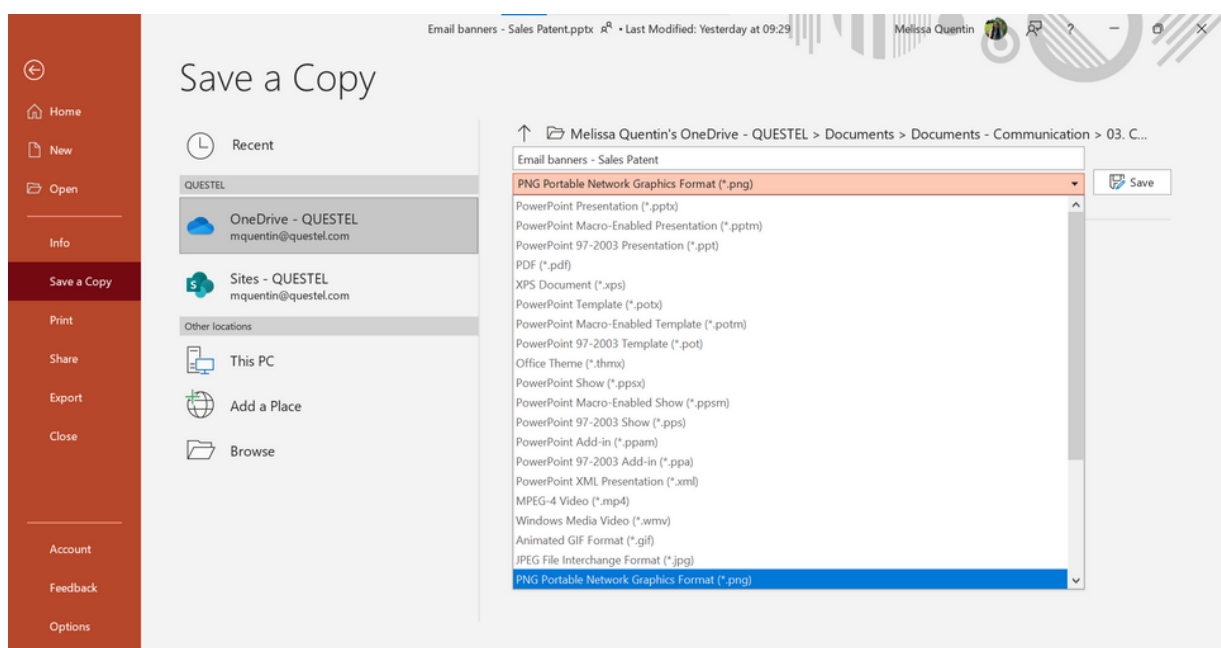 Email banners - Sales Patent.pptx • Last Modified: Yesterday at 09:29
Melissa Quentin
?
Save a Copy
Home
New
Open
Info
Save a Copy
Print
Share
Export
Close
Account
Feedback
Options
Recent
QUESTEL
OneDrive - QUESTEL
mquentin@questel.com
S
Sites - QUESTEL
mquentin@questel.com
Other locations
This PC
Add a Place
Browse
Melissa Quentin's OneDrive - QUESTEL > Documents > Documents - Communication > 03. C...
Email banners - Sales Patent
PNG Portable Network Graphics Format (*.png)
Save
PowerPoint Presentation (*.pptx)
PowerPoint Macro-Enabled Presentation (*.pptm)
PowerPoint 97-2003 Presentation (*.ppt)
PDF (*.pdf)
XPS Document (*.xps)
PowerPoint Template (*.potx)
PowerPoint Macro-Enabled Template (*.potm)
PowerPoint 97-2003 Template (*.pot)
Office Theme (*.thmx)
PowerPoint Show (*.ppsx)
PowerPoint Macro-Enabled Show (*.ppsm)
PowerPoint 97-2003 Show (*.pps)
PowerPoint Add-in (*.ppam)
PowerPoint 97-2003 Add-in (*.ppa)
PowerPoint XML Presentation (*.xml)
MPEG-4 Video (*.mp4)
Windows Media Video (*.wmv)
Animated GIF Format (*.gif)
JPEG File Interchange Format (*.jpg)
PNG Portable Network Graphics Format (*.png)